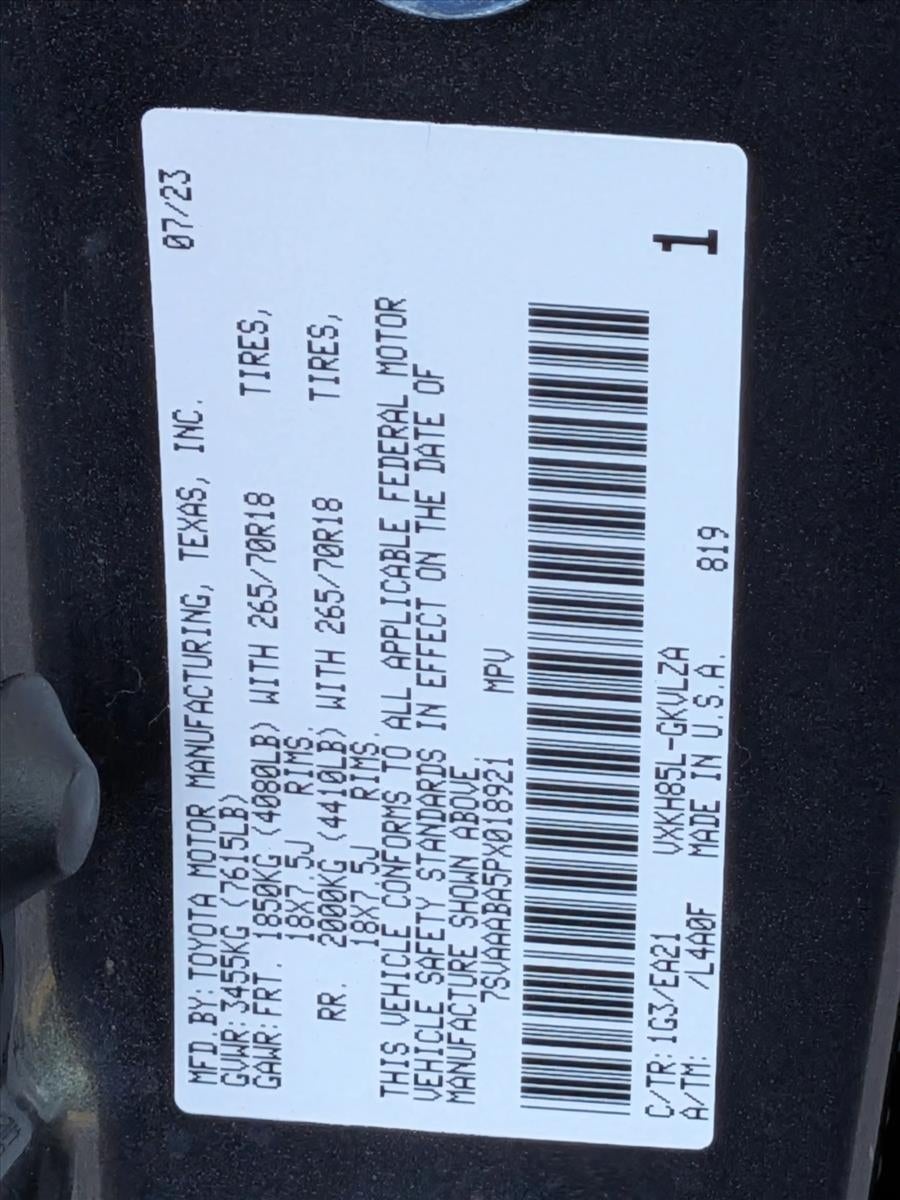 MFD.BY: TOYOTA MOTOR MANUFACTURING, TEXAS, INC. 07/23
GVWR: 3455KG (7615LB)
GAWR: FRT. 1850KG (4080LB) WITH 265/70R18 TIRES,
18X7.5J RIMS,
RR. 2000KG (4410LB) WITH 265/70R18 TIRES,
18X7.5J RIMS.
THIS VEHICLE CONFORMS TO ALL APPLICABLE FEDERAL MOTOR
VEHICLE SAFETY STANDARDS IN EFFECT ON THE DATE OF
MANUFACTURE SHOWN ABOVE.
7SVAAABA5PX018921 MPV
C/TR: 1G3/EA21 VXKH85L-GKVLZA
A/TM: /L4A0F MADE IN U.S.A. 819
1